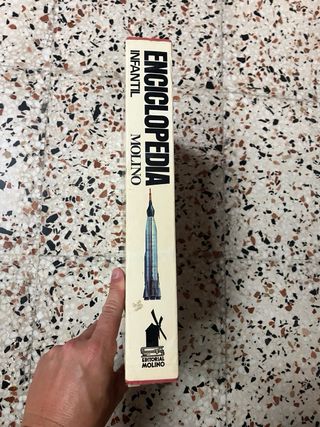 ENCICLOPEDIA
INFANTIL MOLINO
EDITORIAL
MOLINO